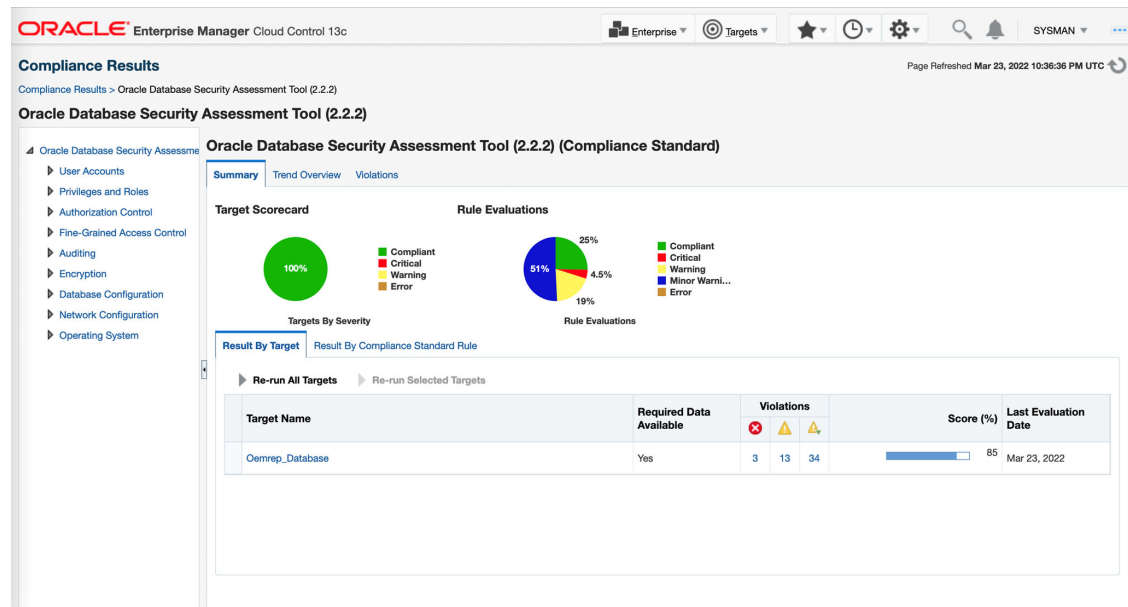 ORACLE Enterprise Manager Cloud Control 13c
Enterprise
Targets
SYSMAN
Compliance Results
Page Refreshed Mar 23, 2022 10:36:36 PM UTC
Compliance Results > Oracle Database Security Assessment Tool (2.2.2)
Oracle Database Security Assessment Tool (2.2.2)
Oracle Database Security Assessme
User Accounts
Privileges and Roles
Authorization Control
Fine-Grained Access Control
Auditing
Encryption
Database Configuration
Network Configuration
Operating System
Oracle Database Security Assessment Tool (2.2.2) (Compliance Standard)
Summary Trend Overview Violations
Target Scorecard
100%
Compliant
Critical
Warning
Error
Targets By Severity
Rule Evaluations
25%
51%
4.5%
19%
Compliant
Critical
Warning
Minor Warni...
Error
Rule Evaluations
Result By Target Result By Compliance Standard Rule
Re-run All Targets Re-run Selected Targets
Target Name
Required Data Available
Violations
Score (%)
Last Evaluation Date
Oemrep_Database Yes 3 13 34 85 Mar 23, 2022